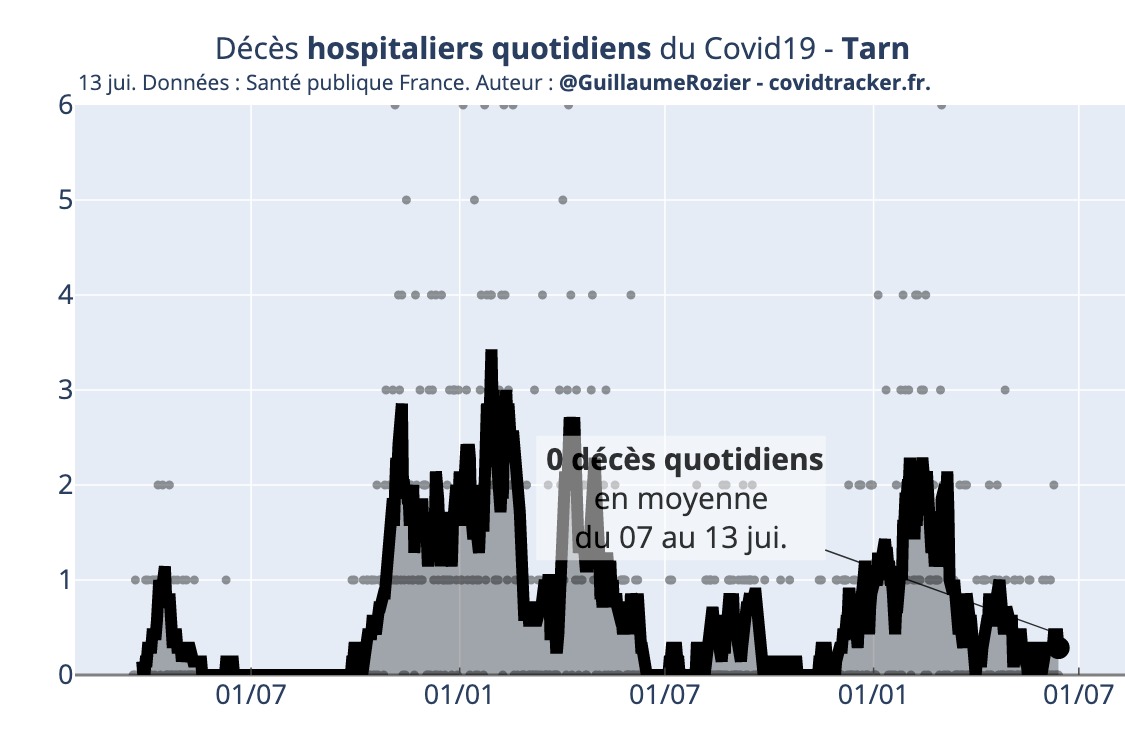 Décès hospitaliers quotidiens du Covid19 - Tarn
13 jui. Données : Santé publique France. Auteur : @GuillaumeRozier - covidtracker.fr.
6
5
4
3
2
1
0
0 décès quotidiens
en moyenne
du 07 au 13 jui.
01/07 01/01 01/07 01/01 01/07